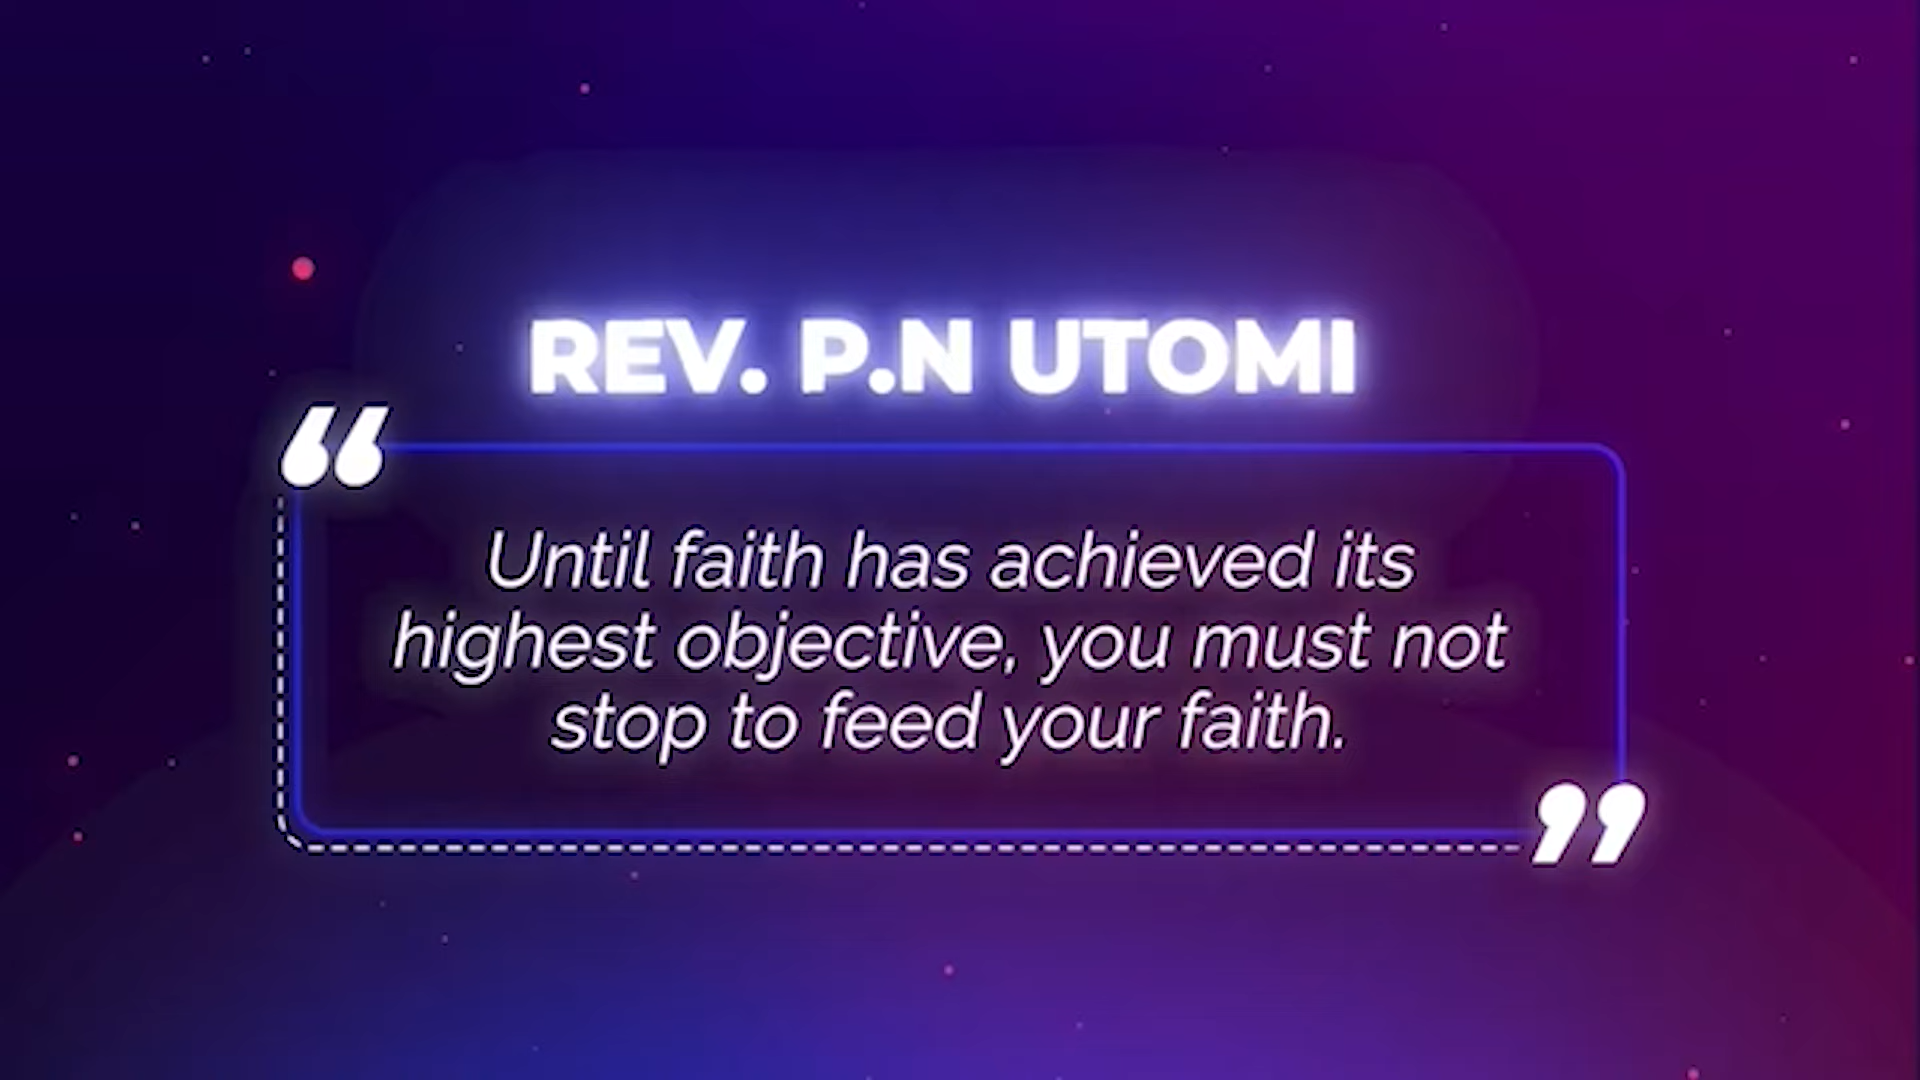 REV. P.N UTOMI
“
Until faith has achieved its
highest objective, you must not
stop to feed your faith.
”